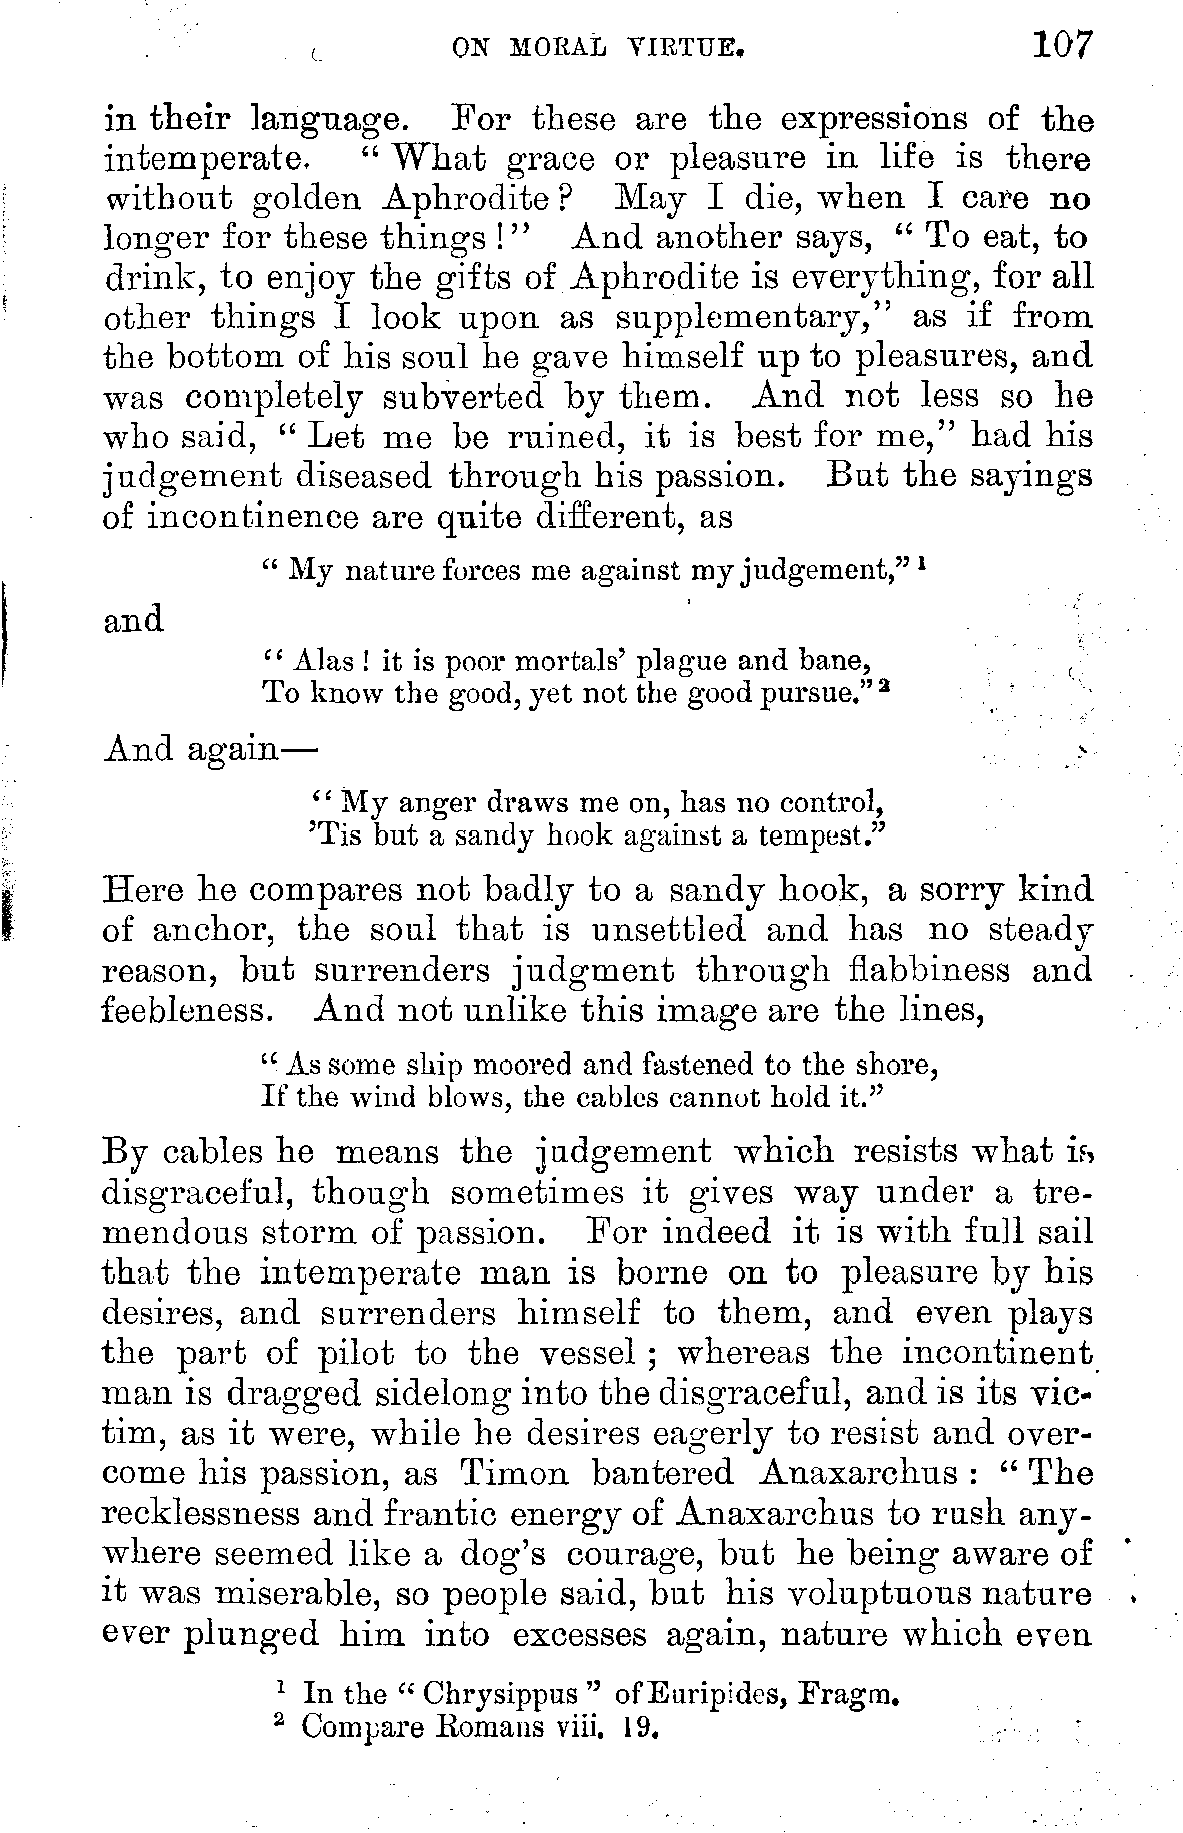 ON MORAL VIRTUE. 107
in their language. For these are the expressions of the
intemperate. “ What grace or pleasure in life is there
without golden Aphrodite? May I die, when I care no
longer for these things !” And another says, “ To eat, to
drink, to enjoy the gifts of Aphrodite is everything, for all
other things I look upon as supplementary,” as if from
the bottom of his soul he gave himself up to pleasures, and
was completely subverted by them. And not less so he
who said, “ Let me be ruined, it is best for me,” had his
judgement diseased through his passion. But the sayings
of incontinence are quite different, as
“ My nature forces me against my judgement,” 1
and
“ Alas ! it is poor mortals’ plague and bane,
To know the good, yet not the good pursue.” 2
And again—
“ My anger draws me on, has no control,
’Tis but a sandy hook against a tempest.”
Here he compares not badly to a sandy hook, a sorry kind
of anchor, the soul that is unsettled and has no steady
reason, but surrenders judgment through flabbiness and
feebleness. And not unlike this image are the lines,
“ As some ship moored and fastened to the shore,
If the wind blows, the cables cannot hold it.”
By cables he means the judgement which resists what is
disgraceful, though sometimes it gives way under a tre-
mendous storm of passion. For indeed it is with full sail
that the intemperate man is borne on to pleasure by his
desires, and surrenders himself to them, and even plays
the part of pilot to the vessel ; whereas the incontinent
man is dragged sidelong into the disgraceful, and is its vic-
tim, as it were, while he desires eagerly to resist and over-
come his passion, as Timon bantered Anaxarchus : “ The
recklessness and frantic energy of Anaxarchus to rush any-
where seemed like a dog’s courage, but he being aware of
it was miserable, so people said, but his voluptuous nature
ever plunged him into excesses again, nature which even
1 In the “ Chrysippus ” of Euripides, Fragm.
2 Compare Romans viii. 19.